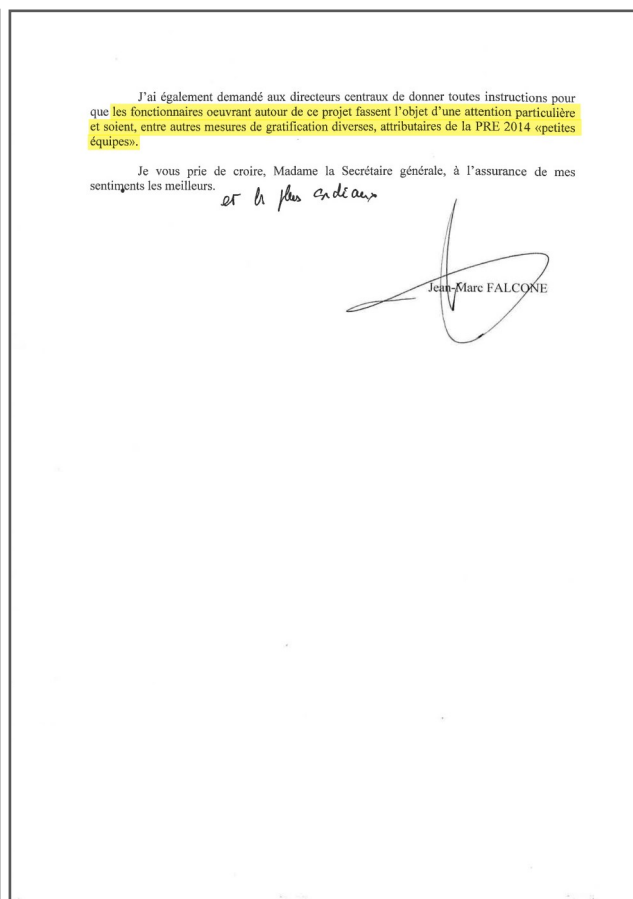 J'ai également demandé aux directeurs centraux de donner toutes instructions pour
que les fonctionnaires oeuvrant autour de ce projet fassent l'objet d'une attention particulière
et soient, entre autres mesures de gratification diverses, attributaires de la PRE 2014 «petites
équipes».
Je vous prie de croire, Madame la Secrétaire générale, à l'assurance de mes
sentiments les meilleurs.
et les plus cordiaux
Jean-Marc FALCONE